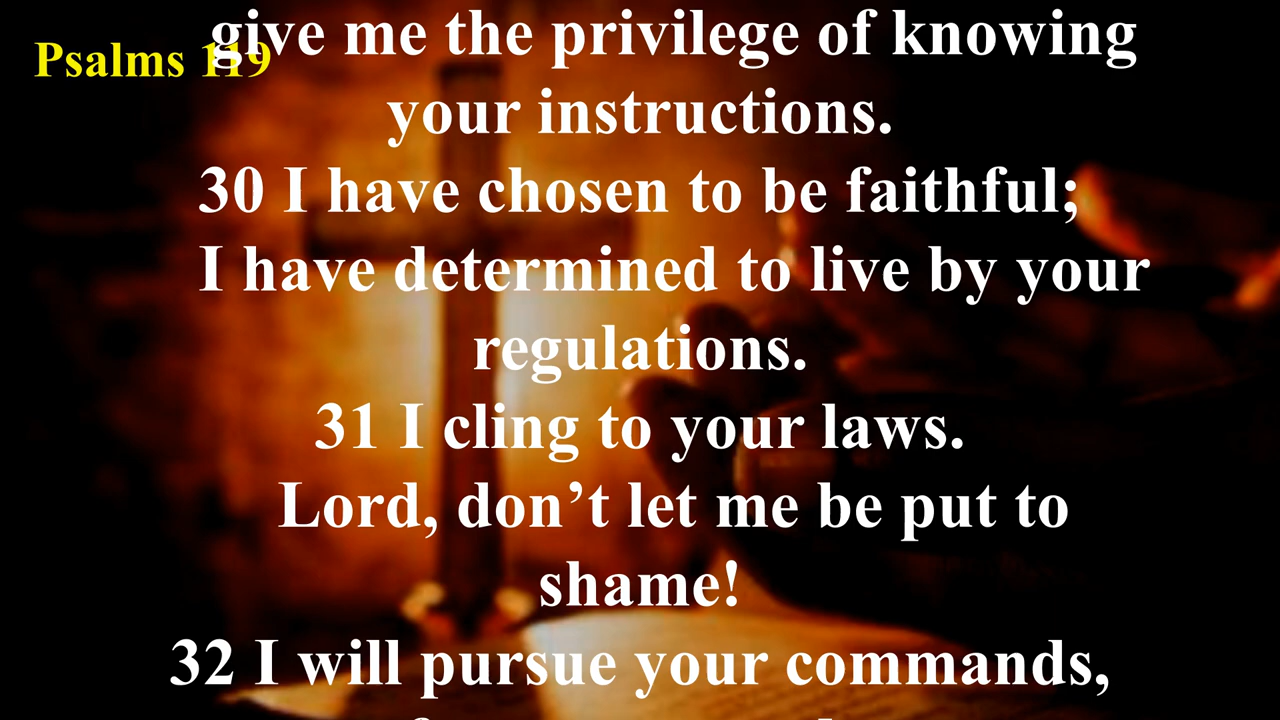 Psalms 119
give me the privilege of knowing
your instructions.
30 I have chosen to be faithful;
I have determined to live by your
regulations.
31 I cling to your laws.
Lord, don’t let me be put to
shame!
32 I will pursue your commands,